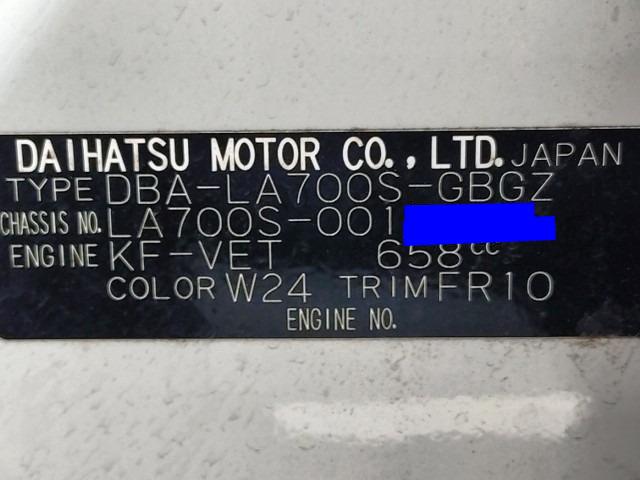 DAIHATSU MOTOR CO., LTD. JAPAN
TYPE DBA-LA700S-GBGZ
CHASSIS NO. LA700S-001
ENGINE KF-VET 658cc
COLOR W24 TRIM FR10
ENGINE NO.